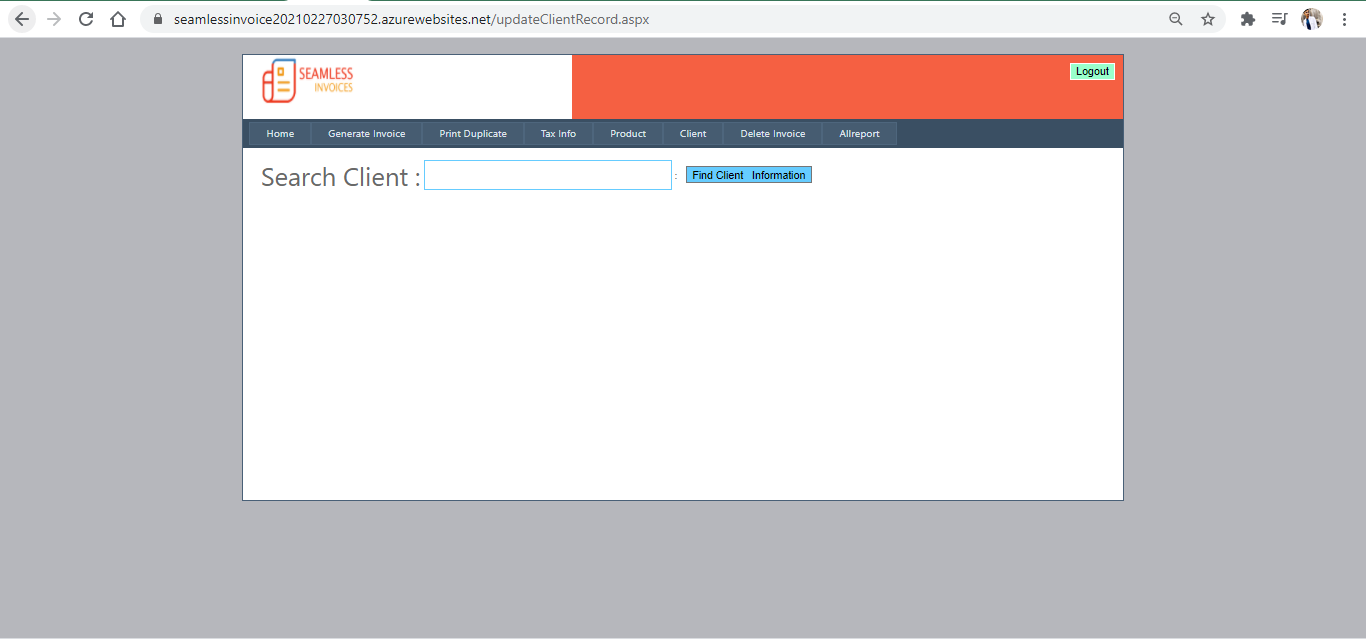 seamlessinvoice20210227030752.azurewebsites.net/updateClientRecord.aspx
SEAMLESS
INVOICES
Logout
Home Generate Invoice Print Duplicate Tax Info Product Client Delete Invoice Allreport
Search Client : : Find Client Information